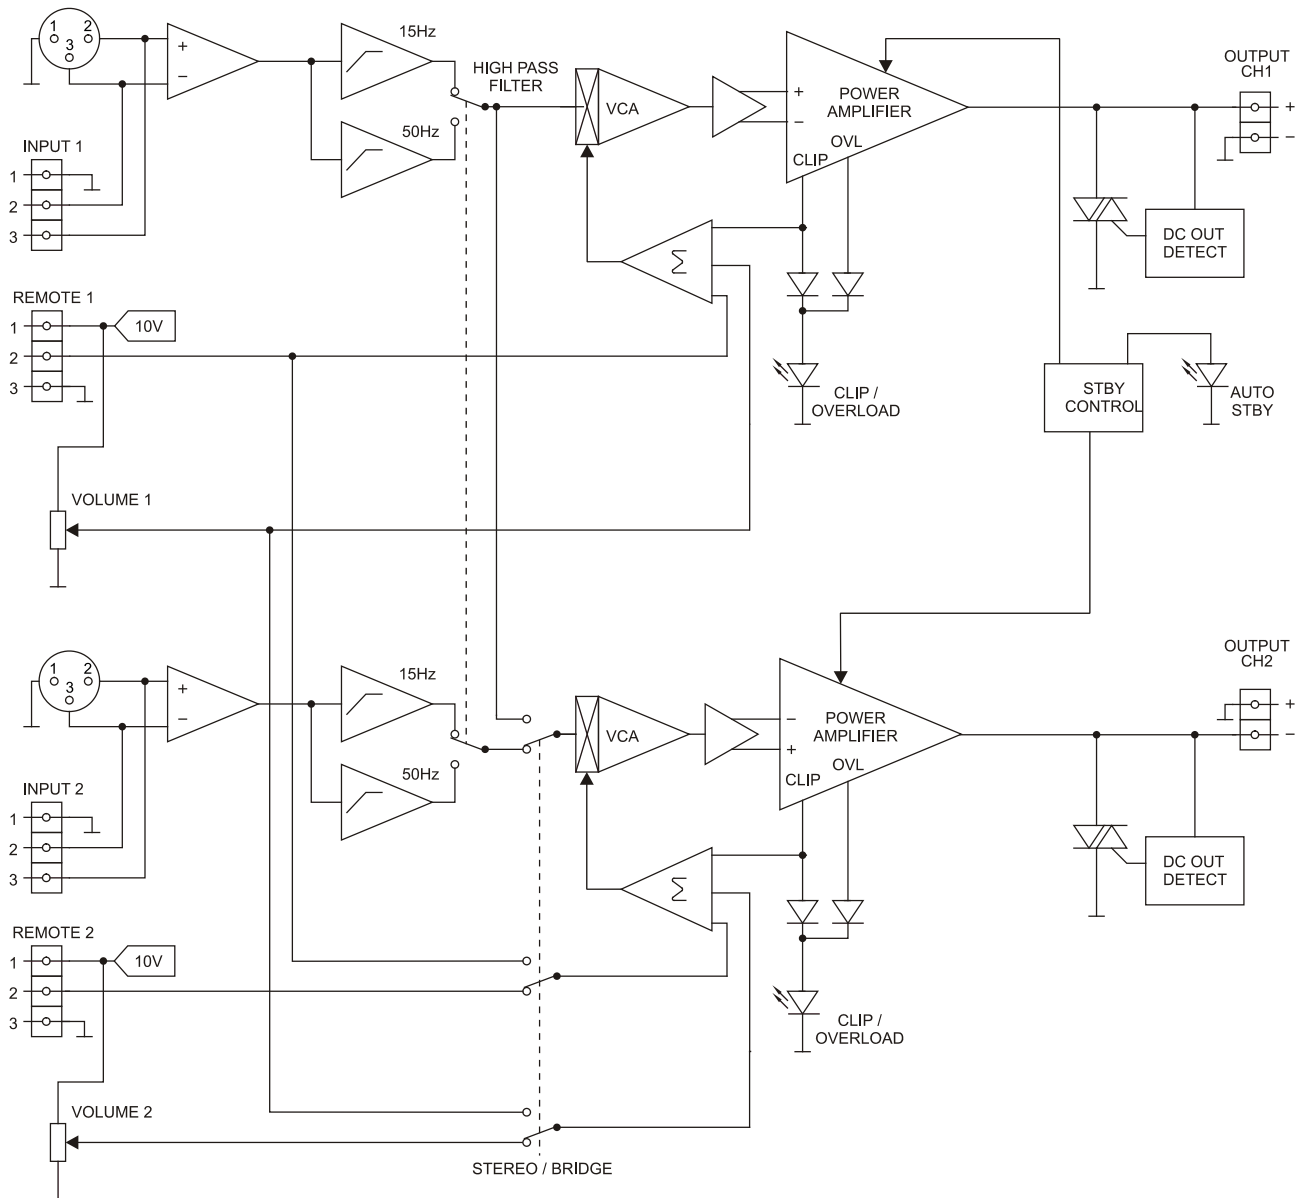 1 2
3
+
−
15Hz
50Hz
HIGH PASS
FILTER
VCA
+
−
POWER
AMPLIFIER
OVL
CLIP
OUTPUT
CH1
+
−
INPUT 1
1
2
3
Σ
DC OUT
DETECT
REMOTE 1
1
2
3
10V
CLIP /
OVERLOAD
STBY
CONTROL
AUTO
STBY
VOLUME 1
1 2
3
+
−
15Hz
50Hz
VCA
−
+
POWER
AMPLIFIER
OVL
CLIP
OUTPUT
CH2
+
−
INPUT 2
1
2
3
Σ
DC OUT
DETECT
REMOTE 2
1
2
3
10V
CLIP /
OVERLOAD
VOLUME 2
STEREO / BRIDGE